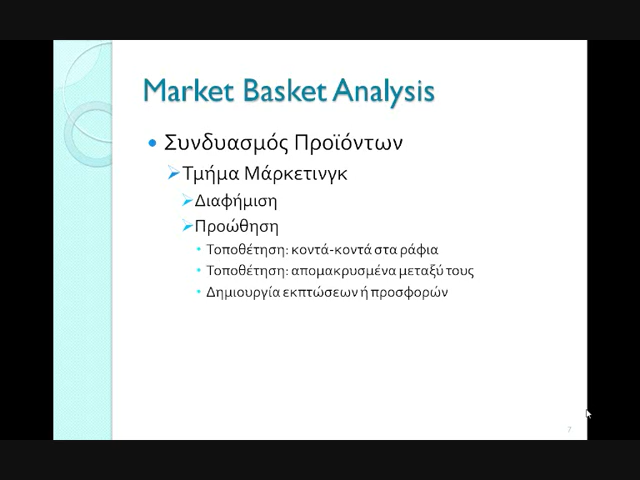 Market Basket Analysis
Συνδυασμός Προϊόντων
Τμήμα Μάρκετινγκ
Διαφήμιση
Προώθηση
Τοποθέτηση: κοντά-κοντά στα ράφια
Τοποθέτηση: απομακρυσμένα μεταξύ τους
Δημιουργία εκπτώσεων ή προσφορών
7